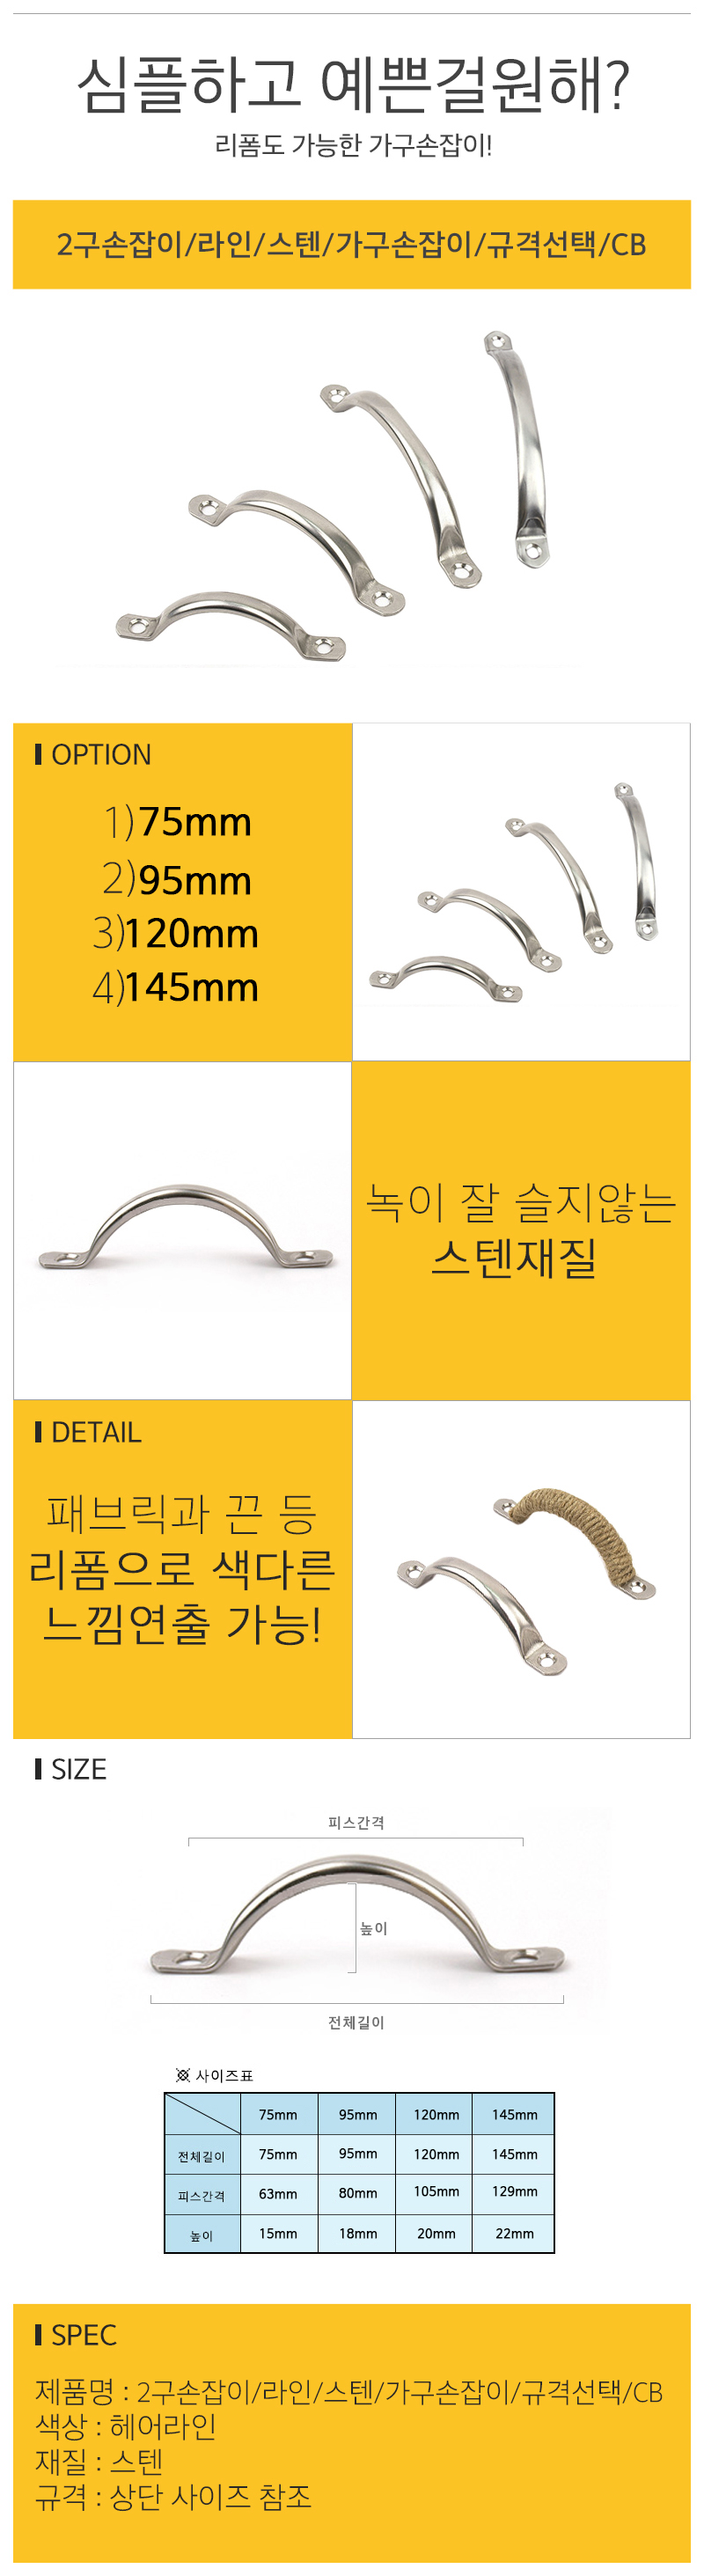 심플하고 예쁜걸원해?
리폼도 가능한 가구손잡이!
2구손잡이/라인/스텐/가구손잡이/규격선택/CB
OPTION
1)75mm
2)95mm
3)120mm
4)145mm
녹이 잘 슬지않는
스텐재질
DETAIL
패브릭과 끈 등
리폼으로 색다른
느낌연출 가능!
SIZE
피스간격
높이
전체길이
※ 사이즈표
75mm 95mm 120mm 145mm
전체길이 75mm 95mm 120mm 145mm
피스간격 63mm 80mm 105mm 129mm
높이 15mm 18mm 20mm 22mm
SPEC
제품명 : 2구손잡이/라인/스텐/가구손잡이/규격선택/CB
색상 : 헤어라인
재질 : 스텐
규격 : 상단 사이즈 참조